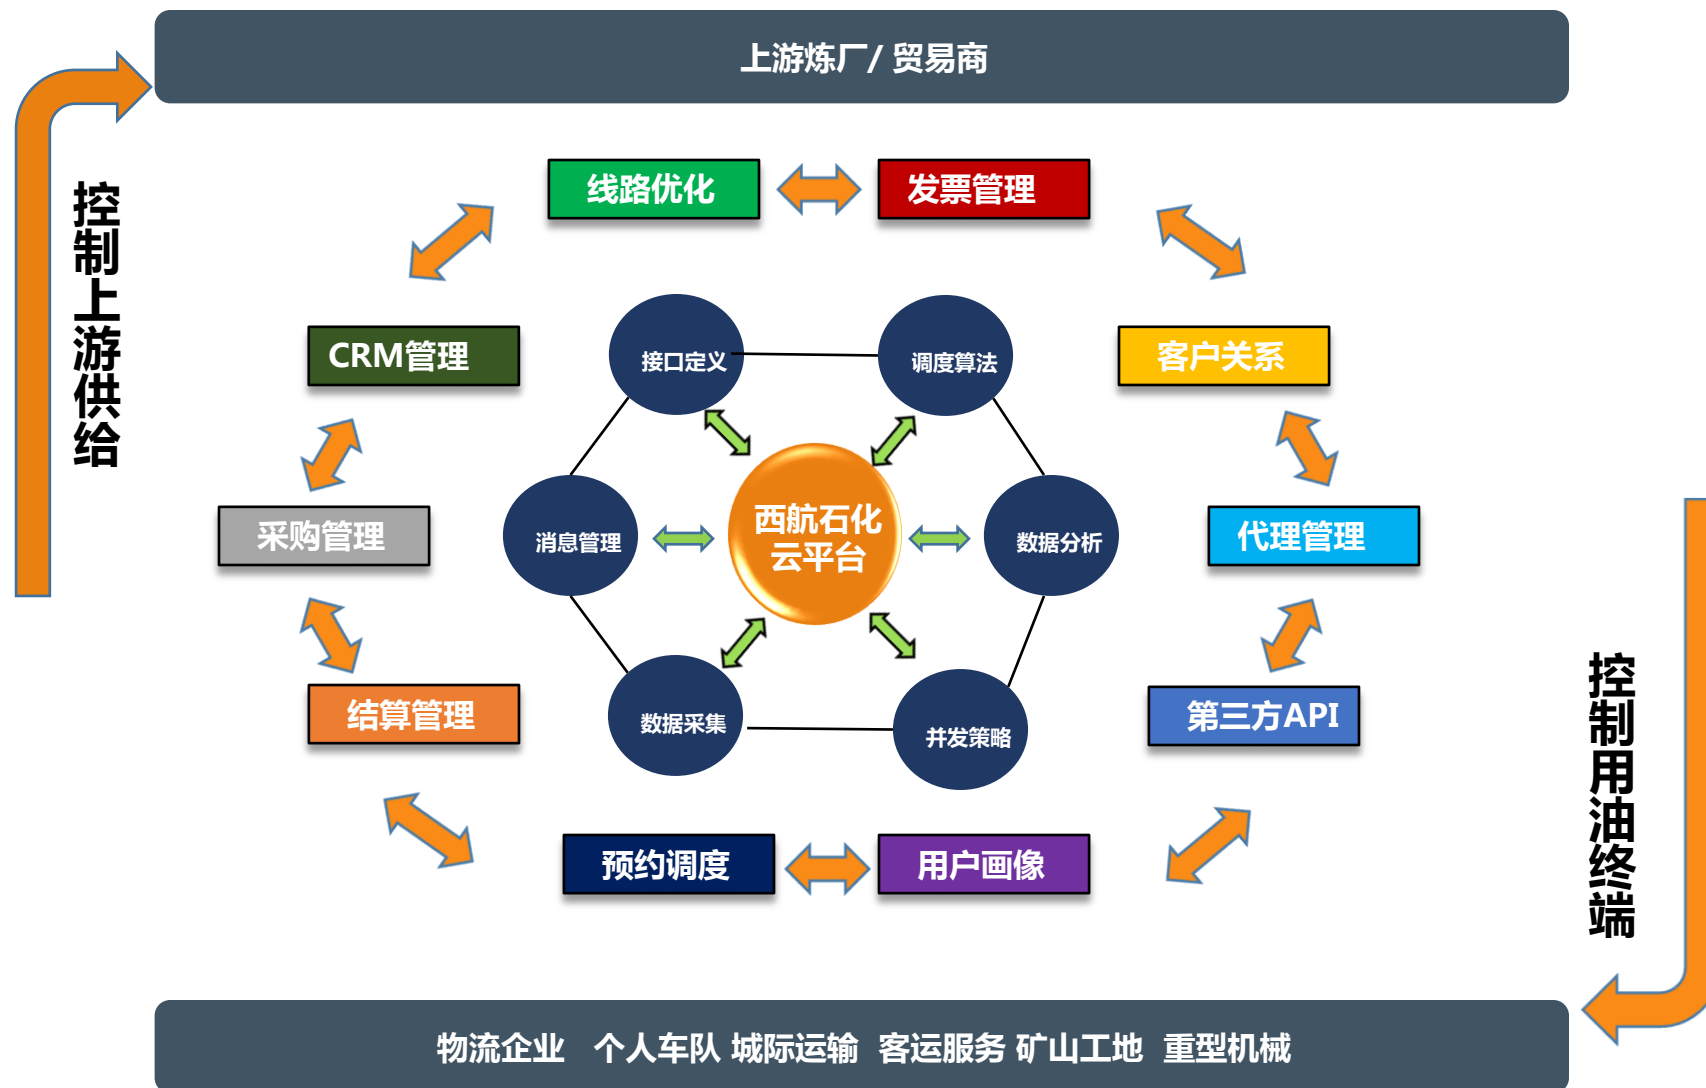 上游炼厂/ 贸易商
控制上游供给
线路优化
发票管理
CRM管理
客户关系
接口定义
调度算法
采购管理
消息管理
西航石化
云平台
数据分析
代理管理
结算管理
数据采集
并发策略
第三方API
控制用油终端
预约调度
用户画像
物流企业 个人车队 城际运输 客运服务 矿山工地 重型机械